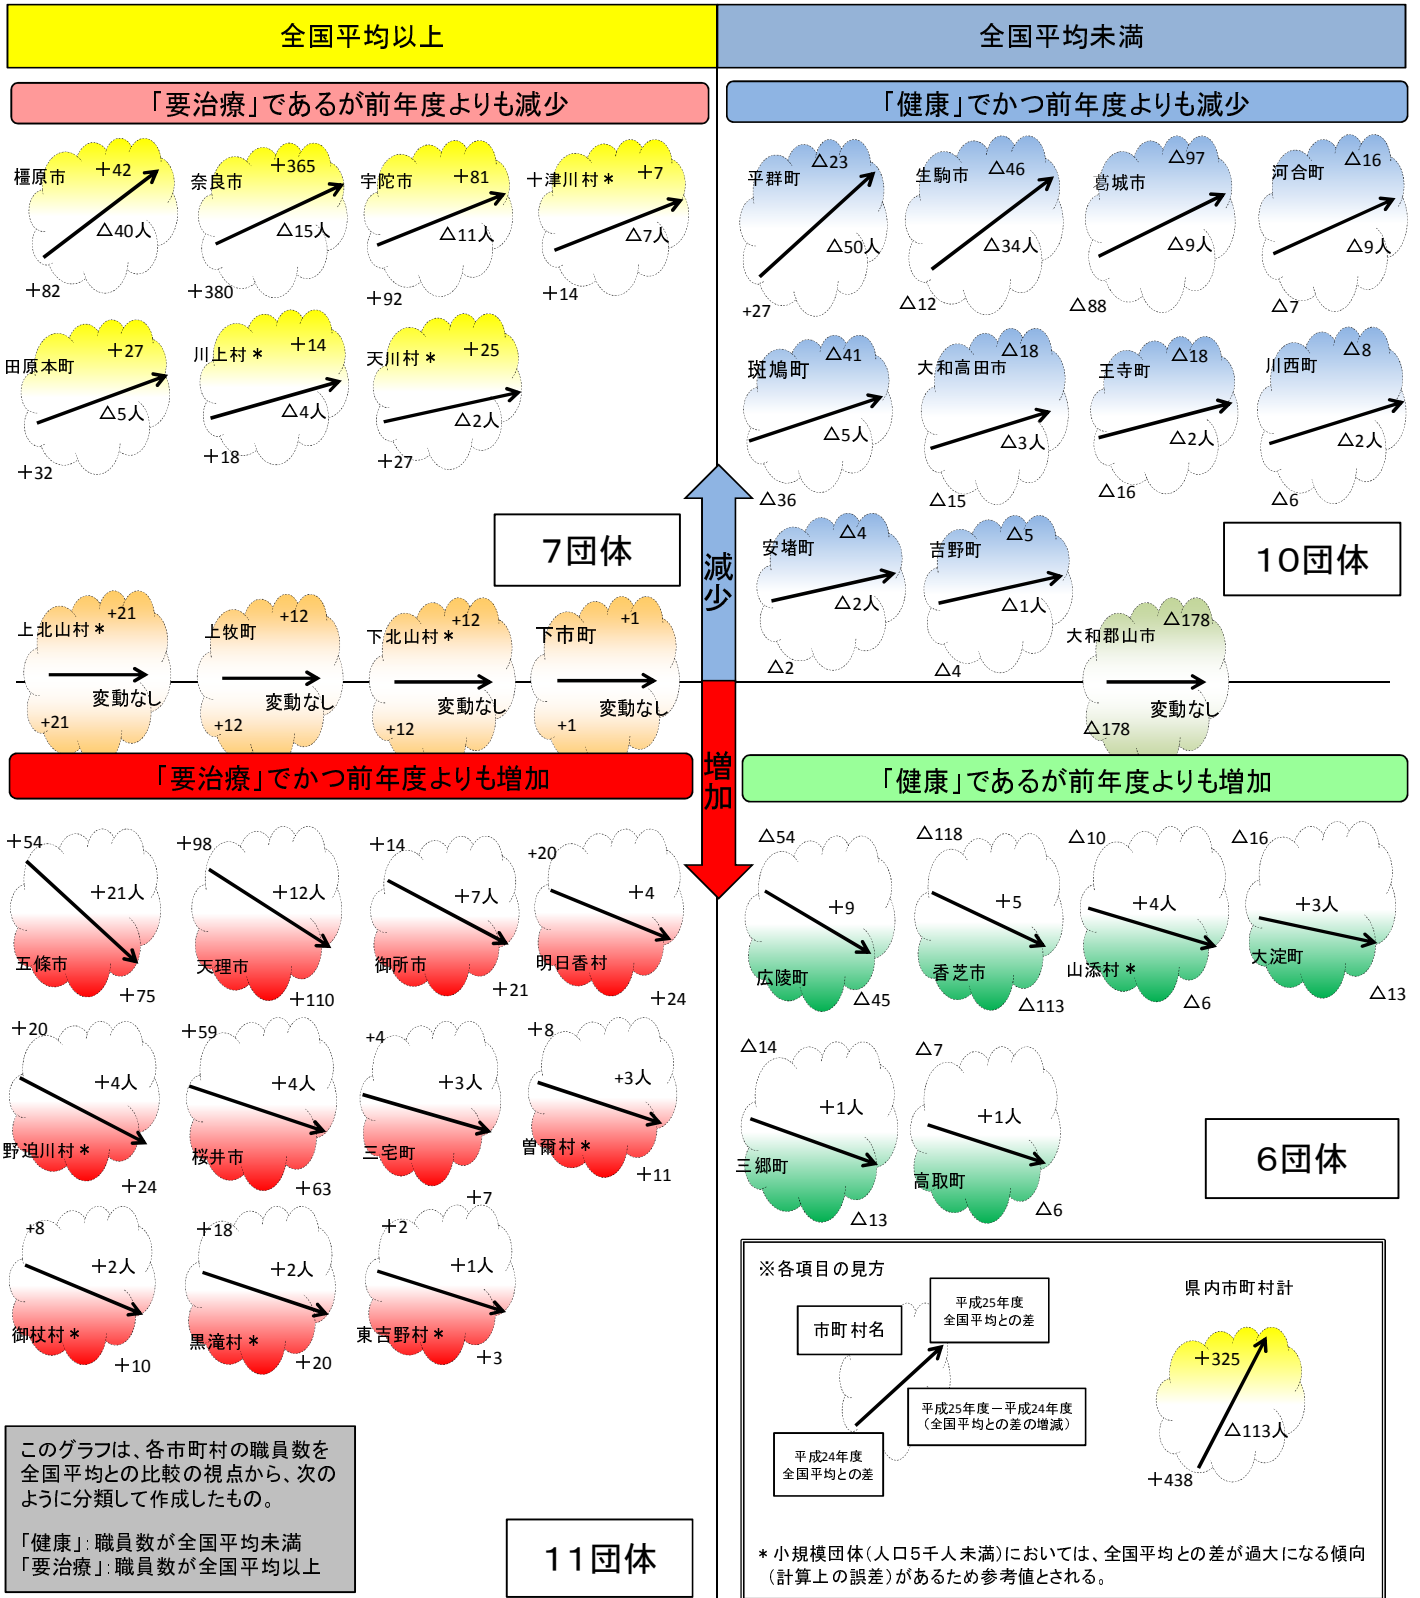 全国平均以上
全国平均未満
「要治療」であるが前年度よりも減少
「健康」でかつ前年度よりも減少
橿原市
+42
△40人
+82
奈良市
+365
△15人
+380
宇陀市
+81
△11人
+92
十津川村＊
+7
△7人
+14
田原本町
+27
△5人
+32
川上村＊
+14
△4人
+18
天川村＊
+25
△2人
+27
7団体
平群町
△23
△50人
+27
生駒市
△46
△34人
△12
葛城市
△97
△9人
△88
河合町
△16
△9人
△7
斑鳩町
△41
△5人
△36
大和高田市
△18
△3人
△15
王寺町
△18
△2人
△16
川西町
△8
△2人
△6
安堵町
△4
△2人
△2
吉野町
△5
△1人
△4
10団体
減少
増加
上北山村＊
+21
変動なし
+21
上牧町
+12
変動なし
+12
下北山村＊
+12
変動なし
+12
下市町
+1
変動なし
+1
大和郡山市
△178
変動なし
△178
「要治療」でかつ前年度よりも増加
「健康」であるが前年度よりも増加
+54
+21人
五條市
+75
+98
+12人
天理市
+110
+14
+7人
御所市
+21
+20
+4
明日香村
+24
+20
+4人
野迫川村＊
+24
+59
+4人
桜井市
+63
+4
+3人
三宅町
+7
+8
+3人
曽爾村＊
+11
+8
+2人
御杖村＊
+10
+18
+2人
黒滝村＊
+20
+2
+1人
東吉野村＊
+3
△54
+9
広陵町
△45
△118
+5
香芝市
△113
△10
+4人
山添村＊
△6
△16
+3人
大淀町
△13
△14
+1人
三郷町
△13
△7
+1人
高取町
△6
6団体
このグラフは、各市町村の職員数を
全国平均との比較の視点から、次の
ように分類して作成したもの。
「健康」：職員数が全国平均未満
「要治療」：職員数が全国平均以上
11団体
※各項目の見方
市町村名
平成25年度
全国平均との差
平成25年度－平成24年度
（全国平均との差の増減）
平成24年度
全国平均との差
県内市町村計
+325
△113人
+438
＊小規模団体（人口5千人未満）においては、全国平均との差が過大になる傾向
（計算上の誤差）があるため参考値とされる。